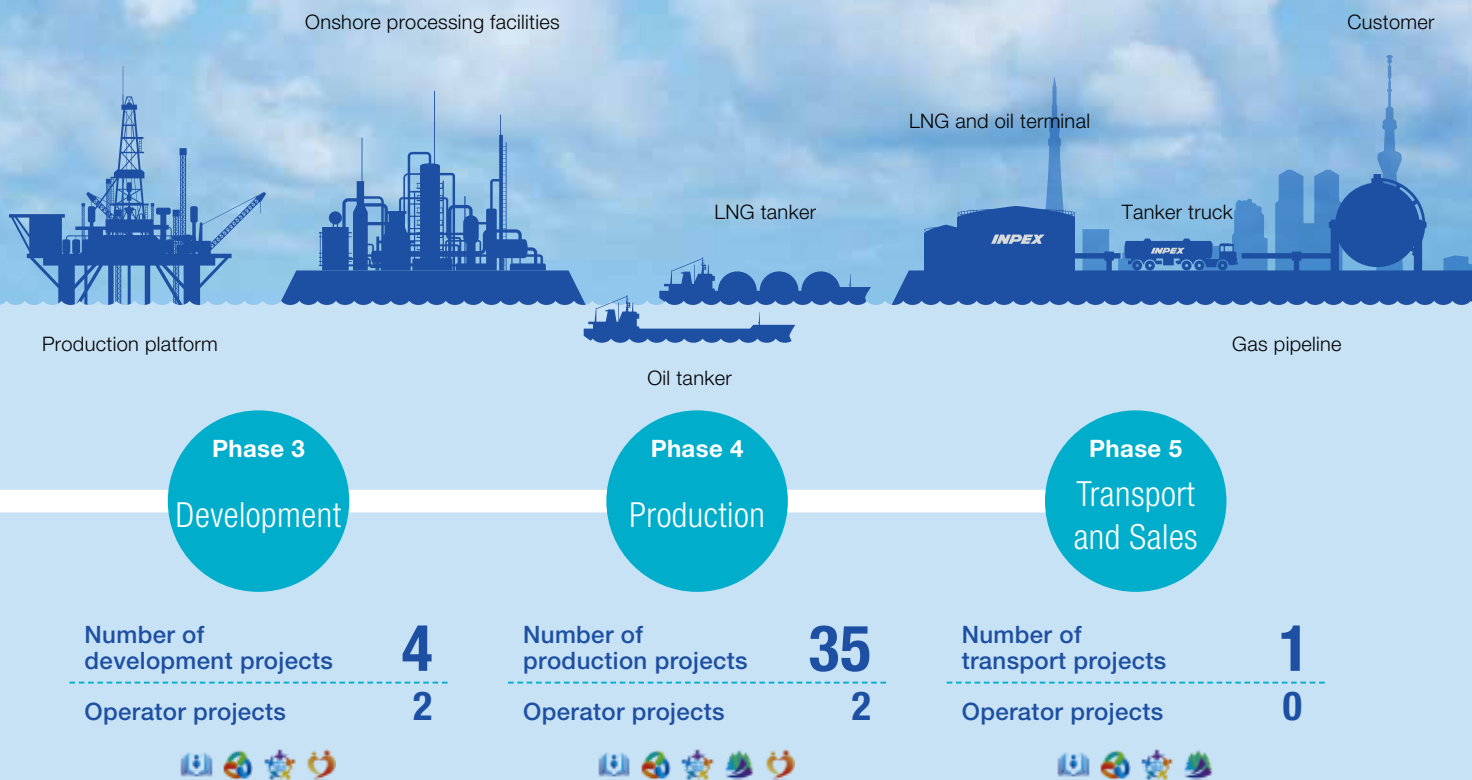 Onshore processing facilities
Customer
LNG and oil terminal
LNG tanker
Tanker truck
INPEX
INPEX
Production platform
Gas pipeline
Oil tanker
Phase 3
Development
Phase 4
Production
Phase 5
Transport
and Sales
Number of
development projects 4
Operator projects 2
Number of
production projects 35
Operator projects 2
Number of
transport projects 1
Operator projects 0